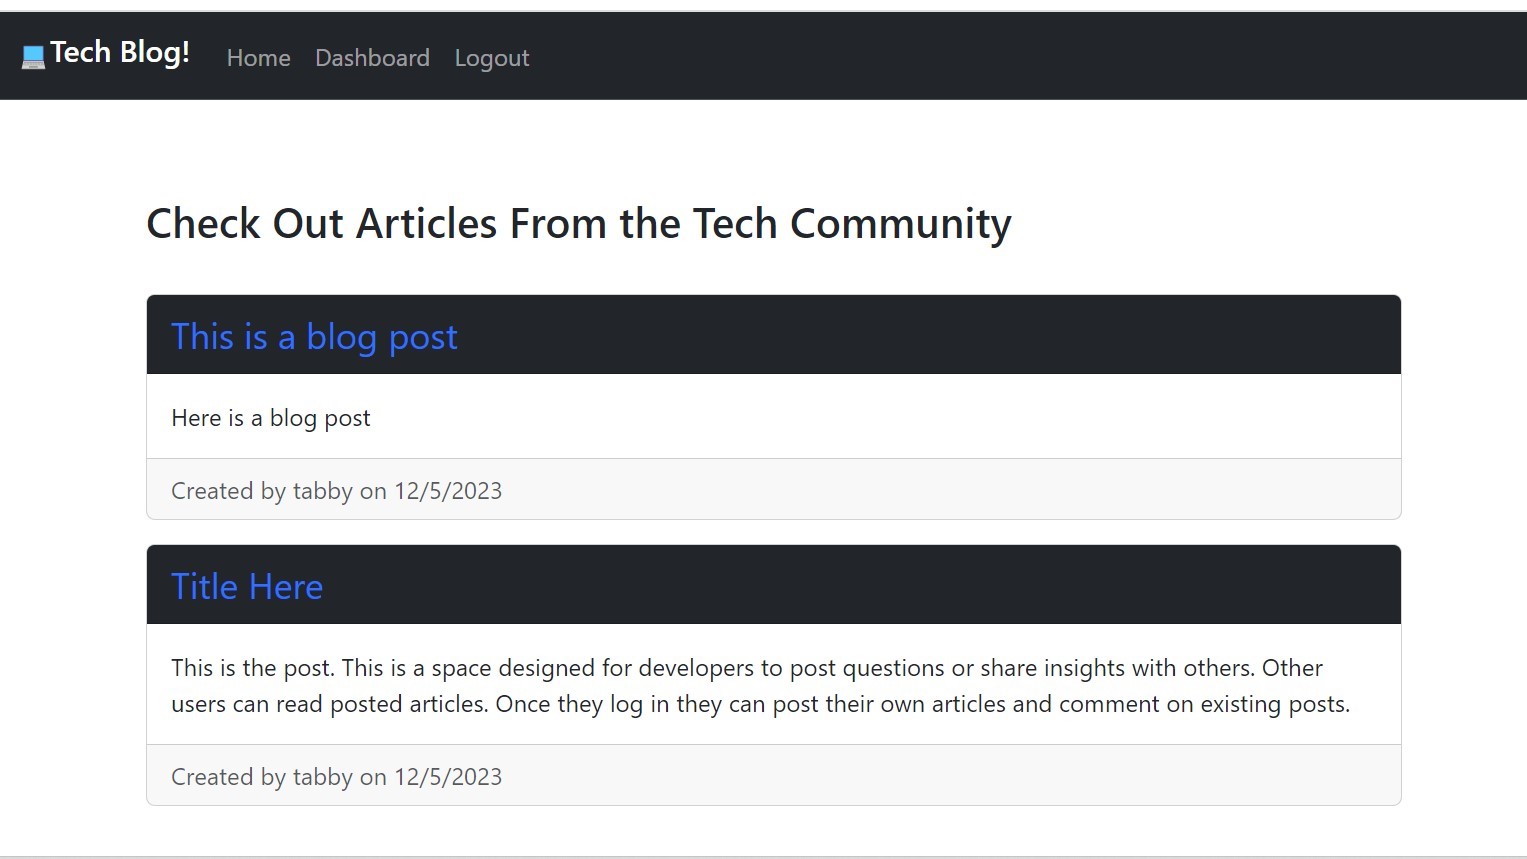 Tech Blog! Home Dashboard Logout
Check Out Articles From the Tech Community
This is a blog post
Here is a blog post
Created by tabby on 12/5/2023
Title Here
This is the post. This is a space designed for developers to post questions or share insights with others. Other
users can read posted articles. Once they log in they can post their own articles and comment on existing posts.
Created by tabby on 12/5/2023